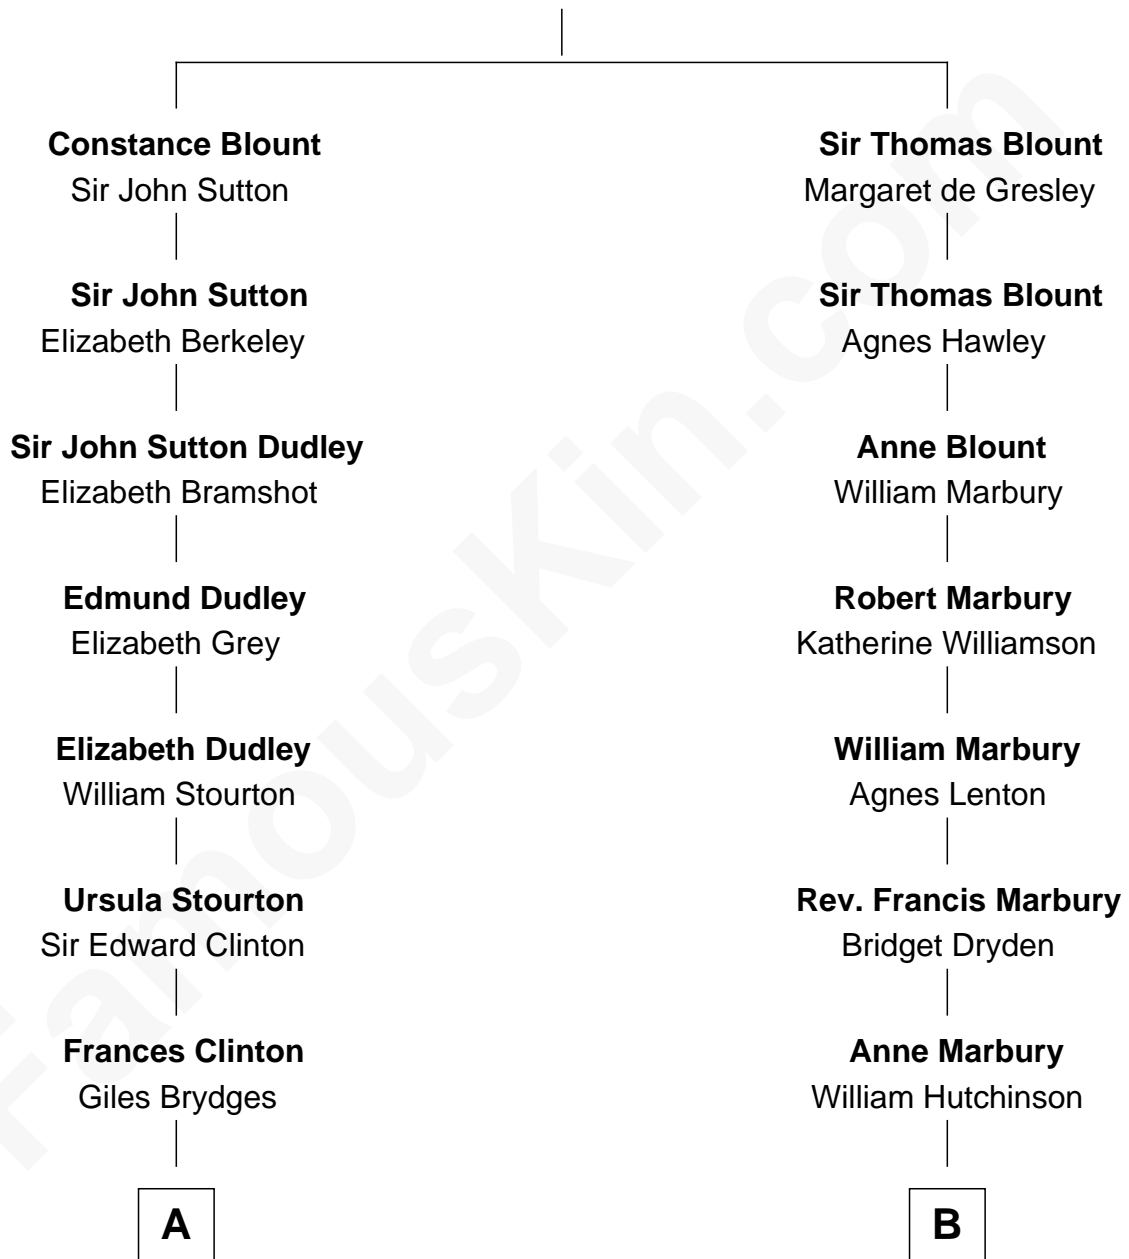 Constance Blount
Sir John Sutton
Sir Thomas Blount
Margaret de Gresley
Sir John Sutton
Elizabeth Berkeley
Sir Thomas Blount
Agnes Hawley
Sir John Sutton Dudley
Elizabeth Bramshot
Anne Blount
William Marbury
Edmund Dudley
Elizabeth Grey
Robert Marbury
Katherine Williamson
Elizabeth Dudley
William Stourton
William Marbury
Agnes Lenton
Ursula Stourton
Sir Edward Clinton
Rev. Francis Marbury
Bridget Dryden
Frances Clinton
Giles Brydges
Anne Marbury
William Hutchinson
A
B
FamousKin.com